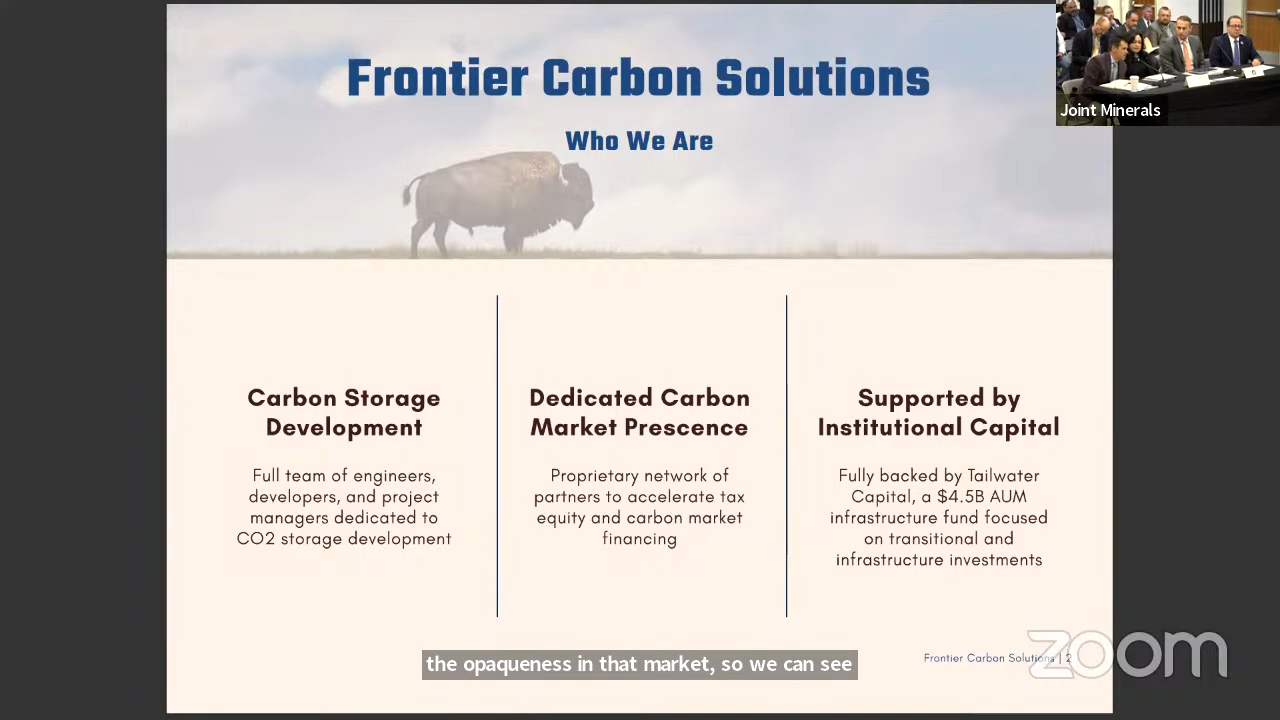 Frontier Carbon Solutions
Who We Are
Joint Minerals
Carbon Storage
Development
Full team of engineers,
developers, and project
managers dedicated to
CO2 storage development
Dedicated Carbon
Market Prescence
Proprietary network of
partners to accelerate tax
equity and carbon market
financing
Supported by
Institutional Capital
Fully backed by Tailwater
Capital, a $4.5B AUM
infrastructure fund focused
on transitional and
infrastructure investments
the opaqueness in that market, so we can see
Frontier Carbon Solutions | 2
zoom